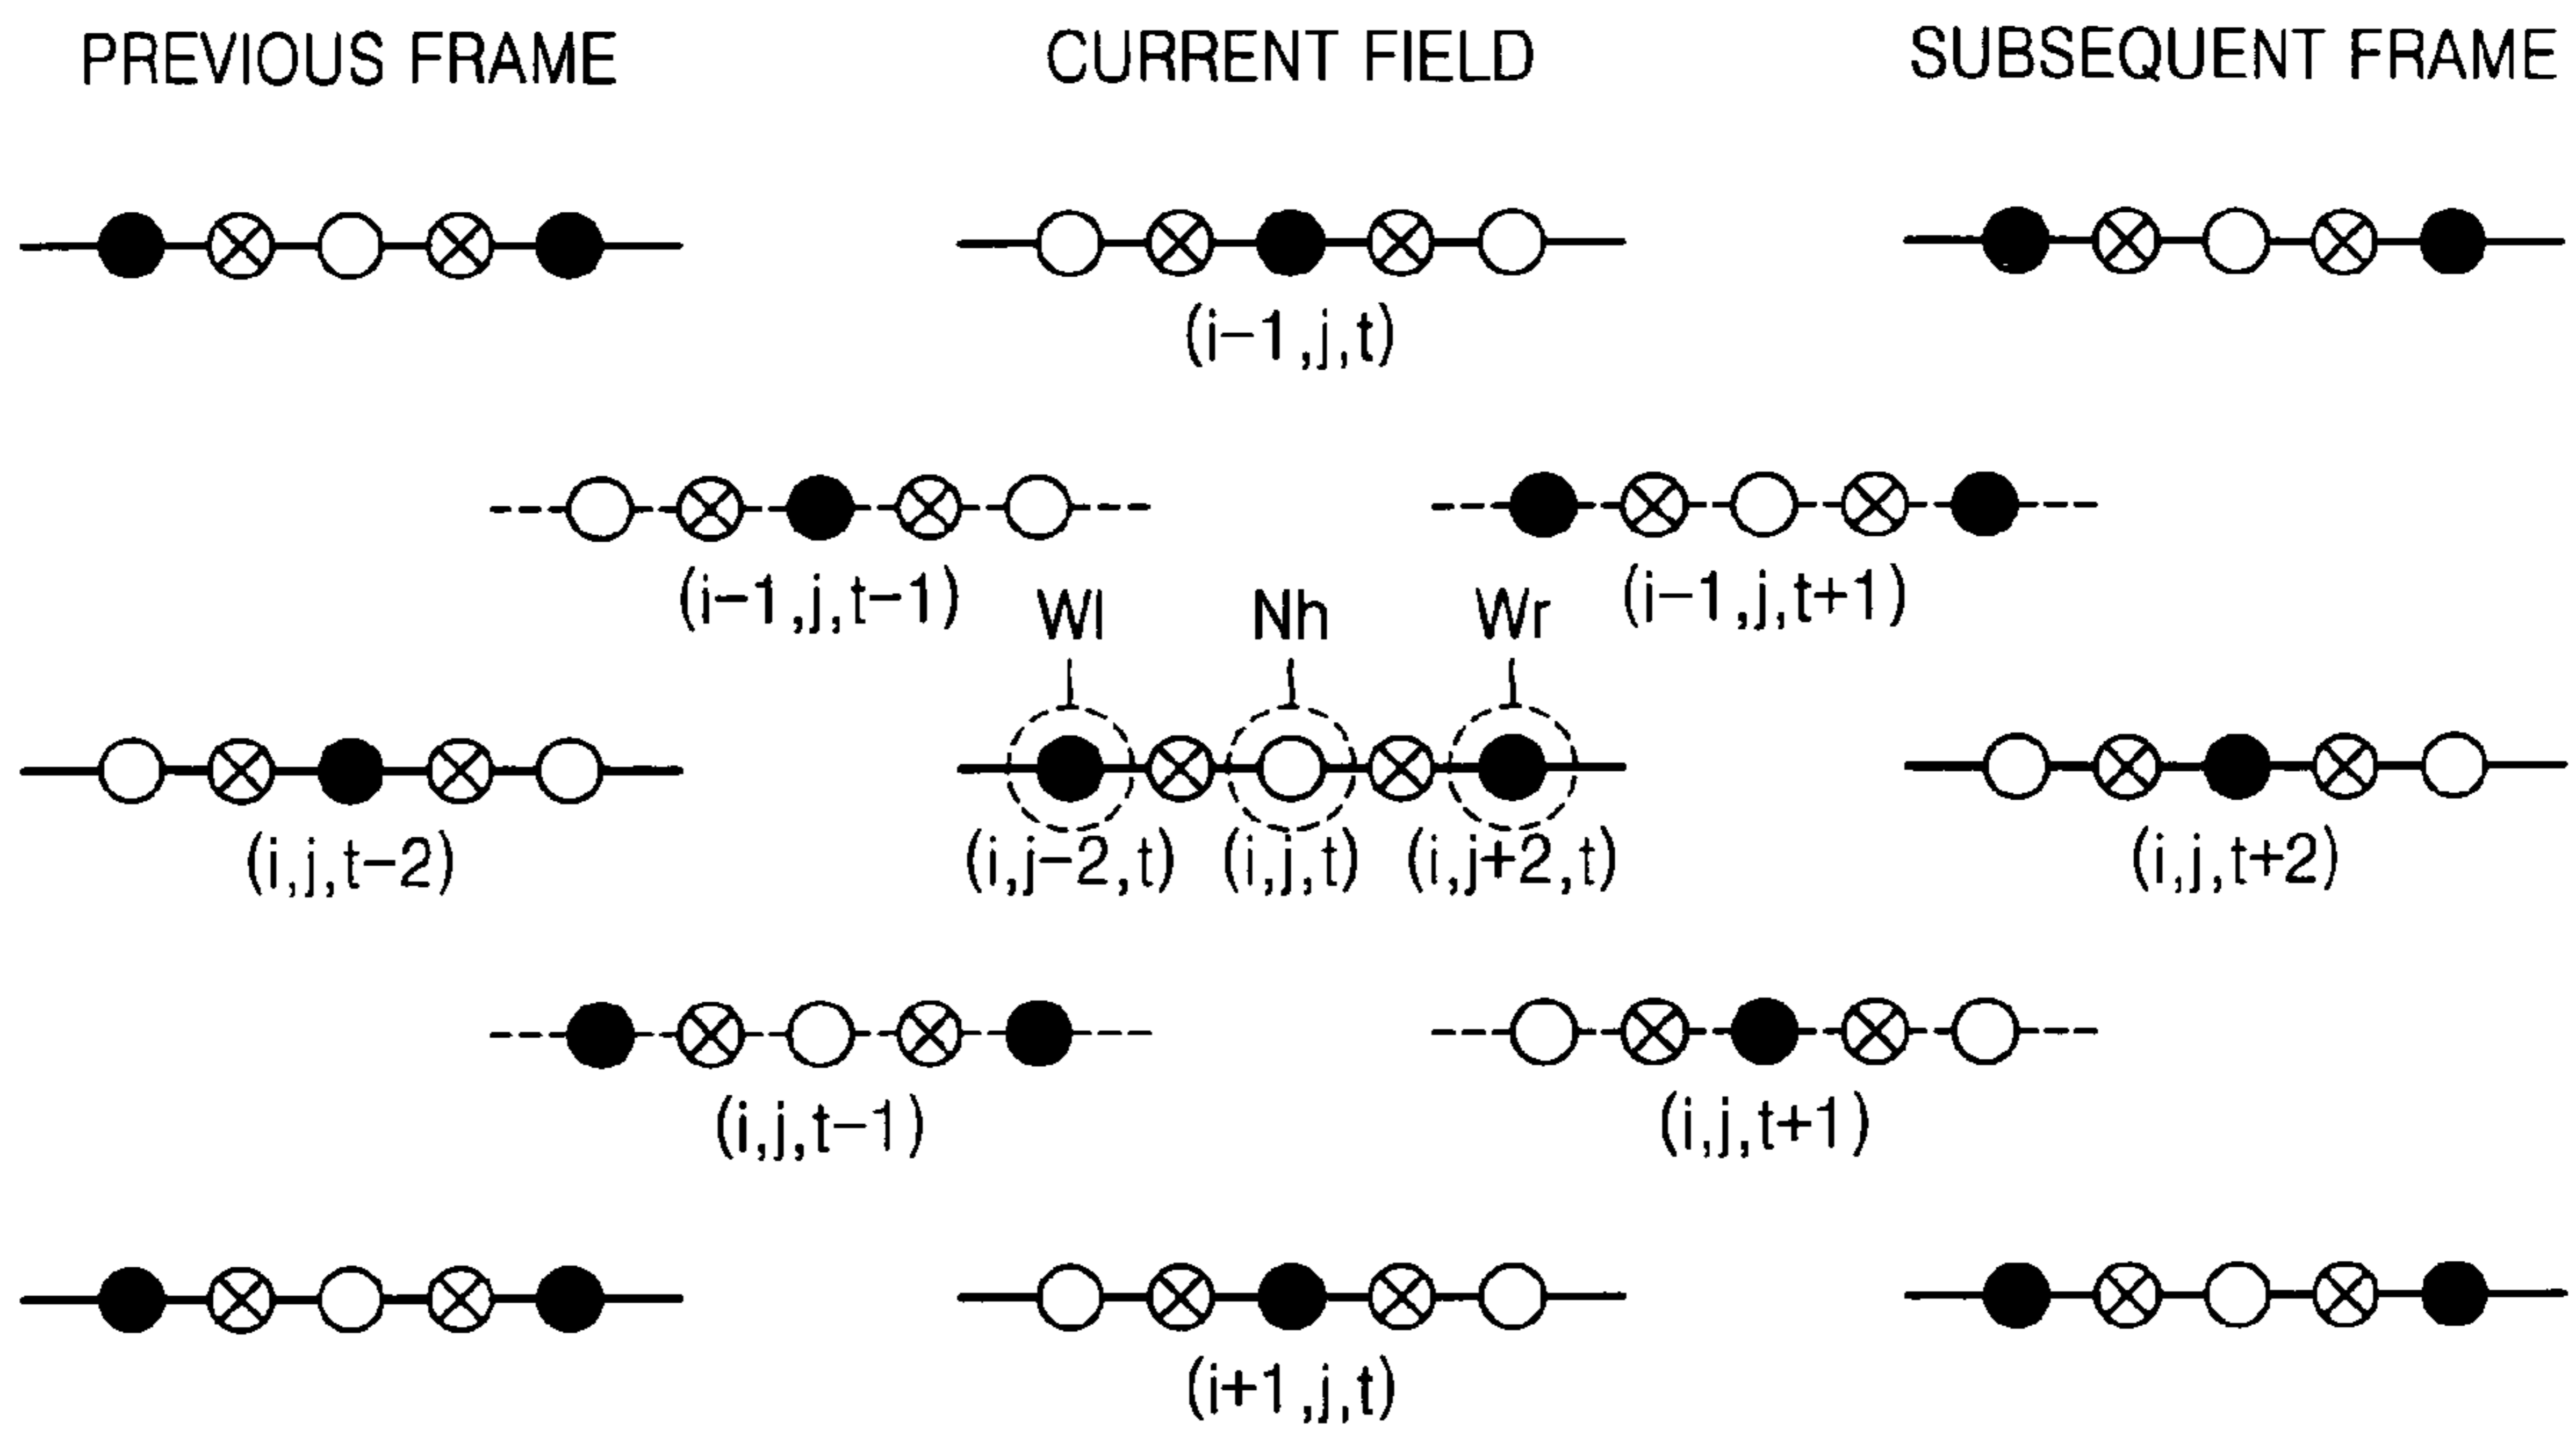 PREVIOUS FRAME CURRENT FIELD SUBSEQUENT FRAME
(i-1,j,t)
(i-1,j,t-1) (i-1,j,t+1)
Wl Nh Wr
(i,j,t-2) (i,j-2,t) (i,j,t) (i,j+2,t) (i,j,t+2)
(i,j,t-1) (i,j,t+1)
(i+1,j,t)